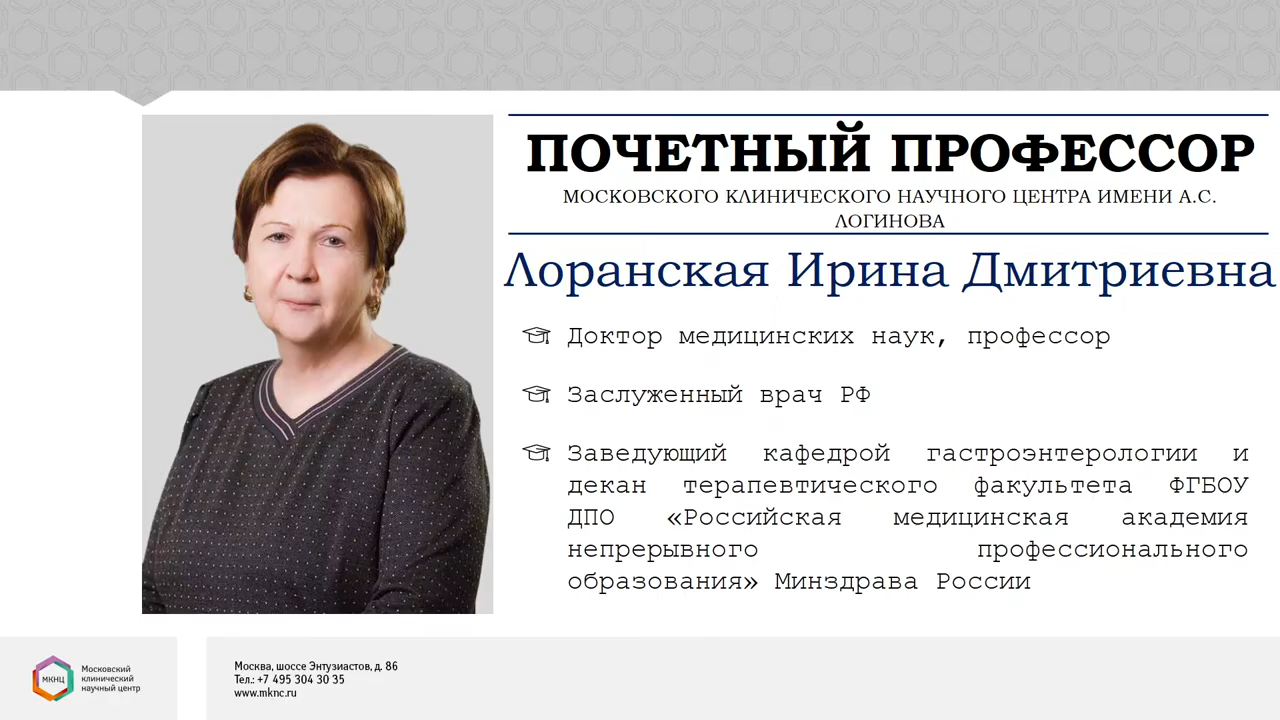 ПОЧЕТНЫЙ ПРОФЕССОР
МОСКОВСКОГО КЛИНИЧЕСКОГО НАУЧНОГО ЦЕНТРА ИМЕНИ А.С.
ЛОГИНОВА
Лоранская Ирина Дмитриевна
Доктор медицинских наук, профессор
Заслуженный врач РФ
Заведующий кафедрой гастроэнтерологии и
декан терапевтического факультета ФГБОУ
ДПО «Российская медицинская академия
непрерывного профессионального
образования» Минздрава России
МКНЦ
Московский
клинический
научный центр
Москва, шоссе Энтузиастов, д. 86
Тел.: +7 495 304 30 35
www.mknc.ru